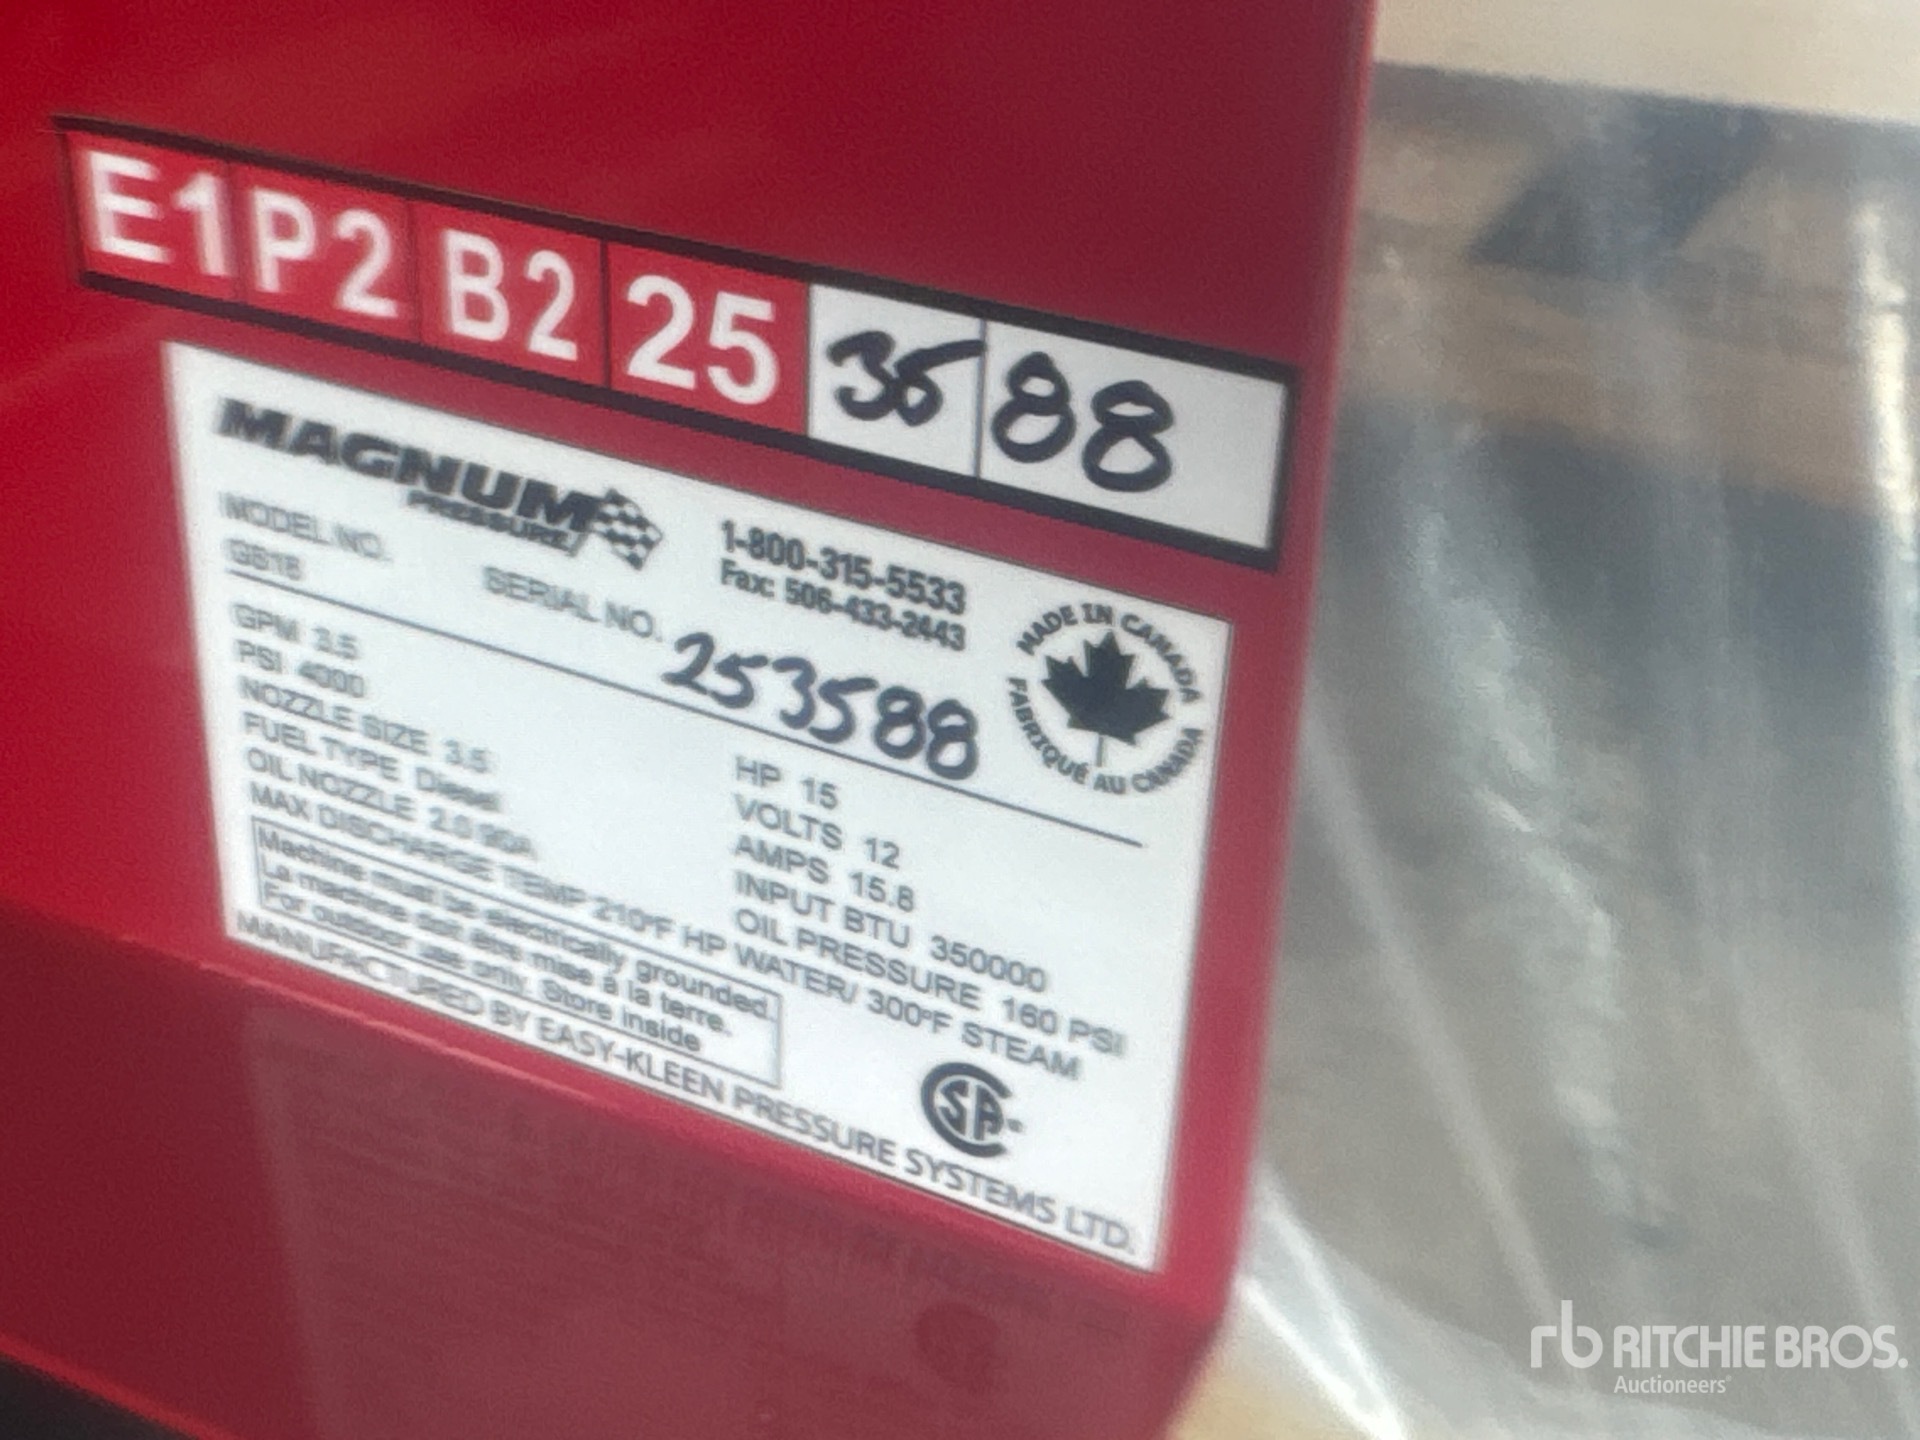 E1 P2 B2 25 35 88
MAGNUM
PRESSURE
1-800-315-5533
Fax: 506-433-2443
MODEL NO.
SERIAL NO. 253588
MADE IN CANADA
FABRIQUÉ AU CANADA
GPM 3.5
PSI 4000
NOZZLE SIZE 3.5
FUEL TYPE Diesel
OIL NOZZLE 2.0 90A
HP 15
VOLTS 12
AMPS 15.8
INPUT BTU 350000
OIL PRESSURE 160 PSI
MAX DISCHARGE TEMP 210°F HP WATER/ 300°F STEAM
Machine must be electrically grounded.
La machine doit être mise à la terre.
For outdoor use only. Store inside
MANUFACTURED BY EASY-KLEEN PRESSURE SYSTEMS LTD.
rb RITCHIE BROS.
Auctioneers